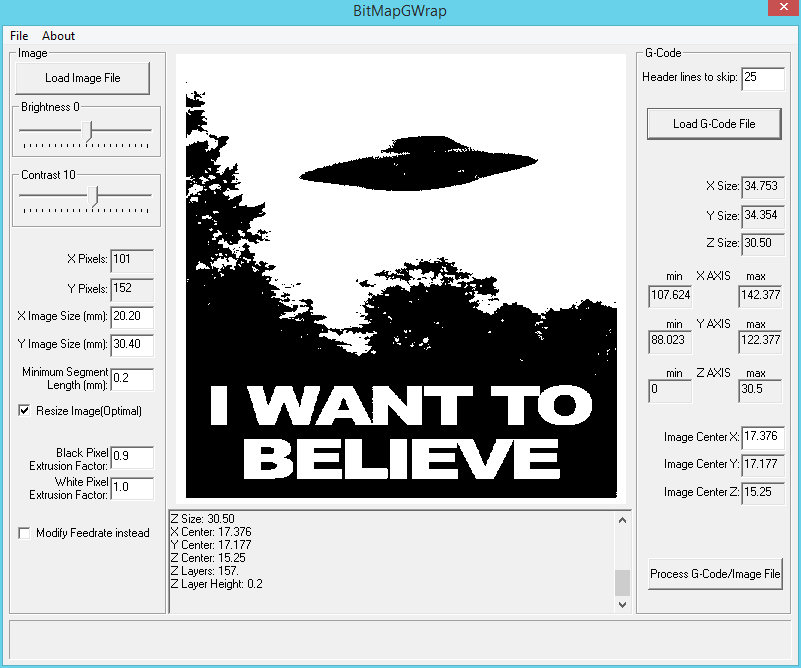 BitMapGWrap
File About
Image
Load Image File
Brightness 0
Contrast 10
X Pixels: 101
Y Pixels: 152
X Image Size (mm): 20.20
Y Image Size (mm): 30.40
Minimum Segment
Length (mm): 0.2
Resize Image(Optimal)
Black Pixel
Extrusion Factor: 0.9
White Pixel
Extrusion Factor: 1.0
Modify Feedrate instead
I WANT TO
BELIEVE
Z Size: 30.50
X Center: 17.376
Y Center: 17.177
Z Center: 15.25
Z Layers: 157.
Z Layer Height: 0.2
G-Code
Header lines to skip: 25
Load G-Code File
X Size: 34.753
Y Size: 34.354
Z Size: 30.50
min X AXIS max
107.624 142.377
min Y AXIS max
88.023 122.377
min Z AXIS max
0 30.5
Image Center X: 17.376
Image Center Y: 17.177
Image Center Z: 15.25
Process G-Code/Image File